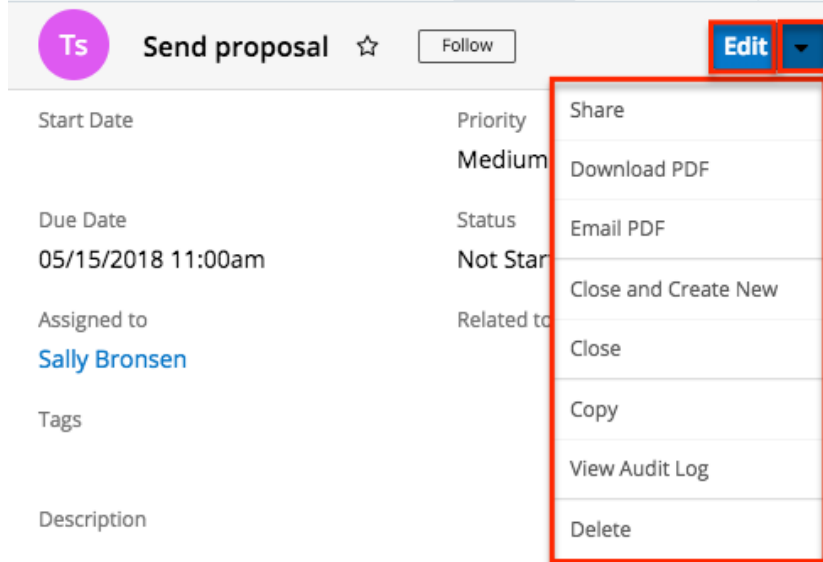 Ts
Send proposal
Follow
Edit
Start Date
Priority
Medium
Due Date
Status
05/15/2018 11:00am
Not Star
Assigned to
Related to
Sally Bronsen
Tags
Description
Share
Download PDF
Email PDF
Close and Create New
Close
Copy
View Audit Log
Delete